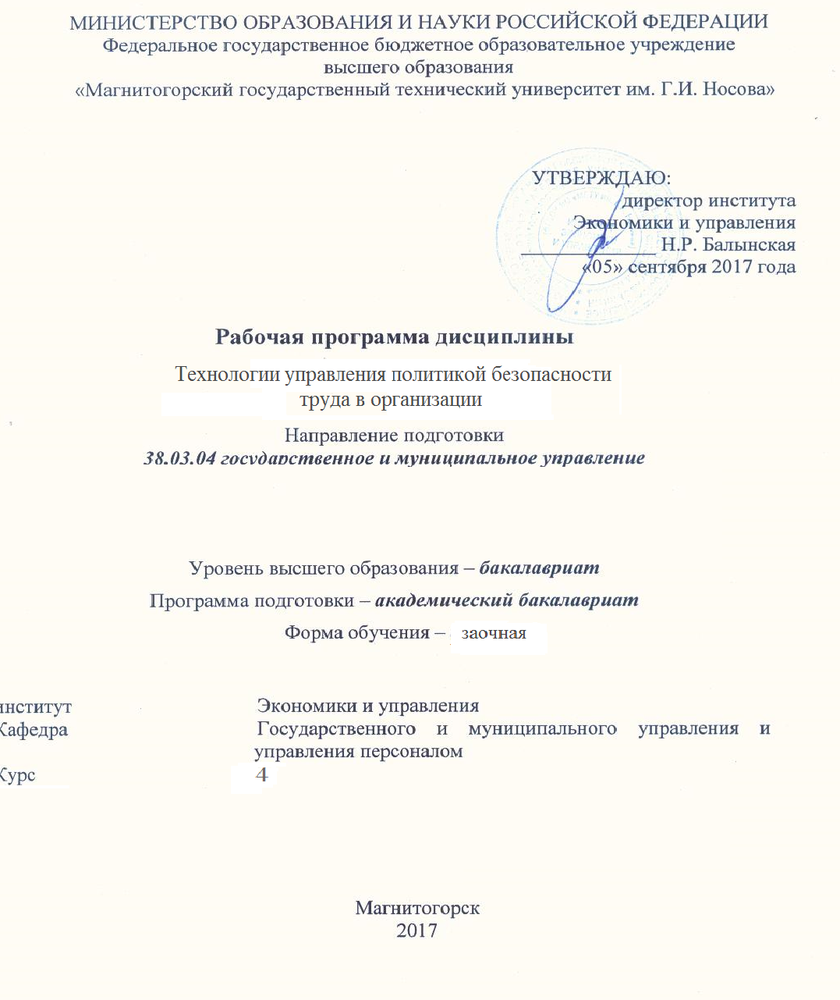 МИНИСТЕРСТВО ОБРАЗОВАНИЯ И НАУКИ РОССИЙСКОЙ ФЕДЕРАЦИИ
Федеральное государственное бюджетное образовательное учреждение
высшего образования
«Магнитогорский государственный технический университет им. Г.И. Носова»
УТВЕРЖДАЮ:
директор института
Экономики и управления
Н.Р. Балынская
«05» сентября 2017 года
Рабочая программа дисциплины
Технологии управления политикой безопасности
труда в организации
Направление подготовки
38.03.04 государственное и муниципальное управление
Уровень высшего образования – бакалавриат
Программа подготовки – академический бакалавриат
Форма обучения – заочная
институт Экономики и управления
Кафедра Государственного и муниципального управления и
управления персоналом
Курс 4
Магнитогорск
2017